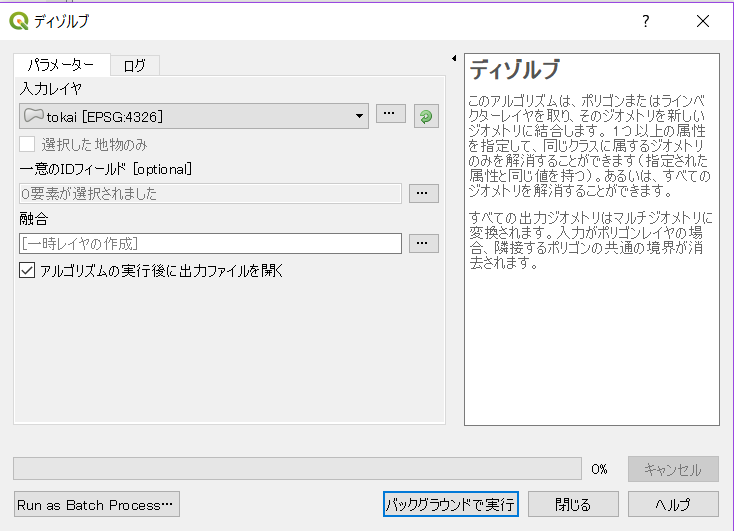 ディゾルブ
?
パラメーター ログ
入力レイヤ
tokai [EPSG:4326]
…
選択した地物のみ
一意のIDフィールド [optional]
0要素が選択されました
…
融合
[一時レイヤの作成]
…
アルゴリズムの実行後に出力ファイルを開く
ディゾルブ
このアルゴリズムは、ポリゴンまたはラインベ
クターレイヤを取り、そのジオメトリを新しい
ジオメトリに結合します。1つ以上の属性
を指定して、同じクラスに属するジオメトリ
のみを解消することができます(指定された
属性と同じ値を持つ)。あるいは、すべての
ジオメトリを解消することができます。
すべての出力ジオメトリはマルチジオメトリに
変換されます。入力がポリゴンレイヤの場
合、隣接するポリゴンの共通の境界が消
去されます。
0%
キャンセル
Run as Batch Process…
バックグラウンドで実行
閉じる
ヘルプ